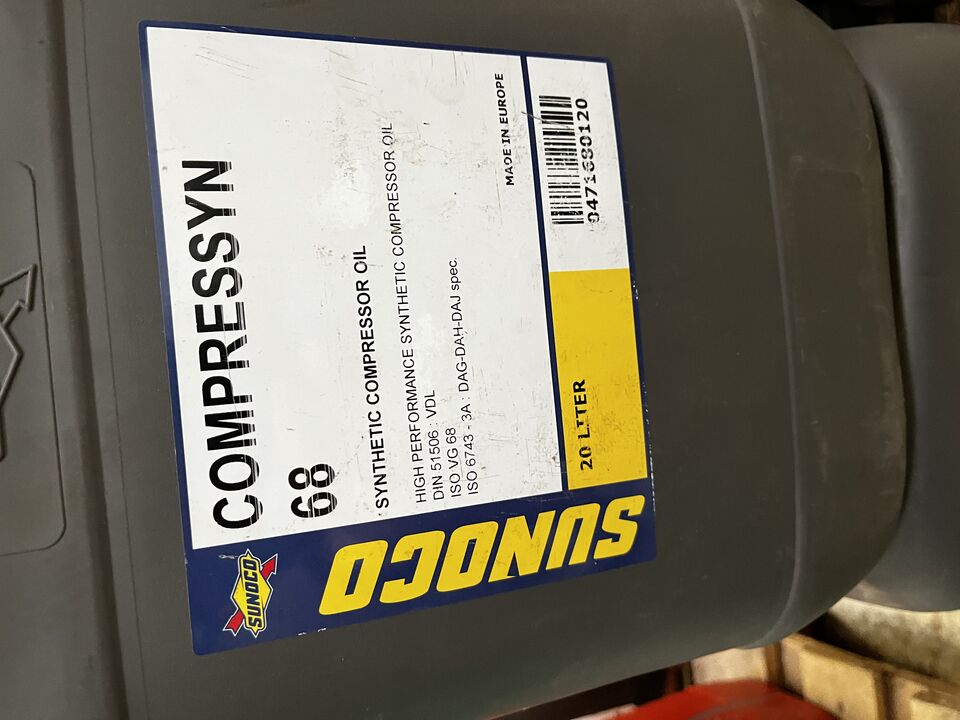 SUNOCO
SUNOCO
COMPRESSYN
68
SYNTHETIC COMPRESSOR OIL
HIGH PERFORMANCE SYNTHETIC COMPRESSOR OIL
DIN 51506 : VDL
ISO VG 68
ISO 6743 - 3A : DAG-DAH-DAJ spec.
MADE IN EUROPE
20 LITER
0471680120